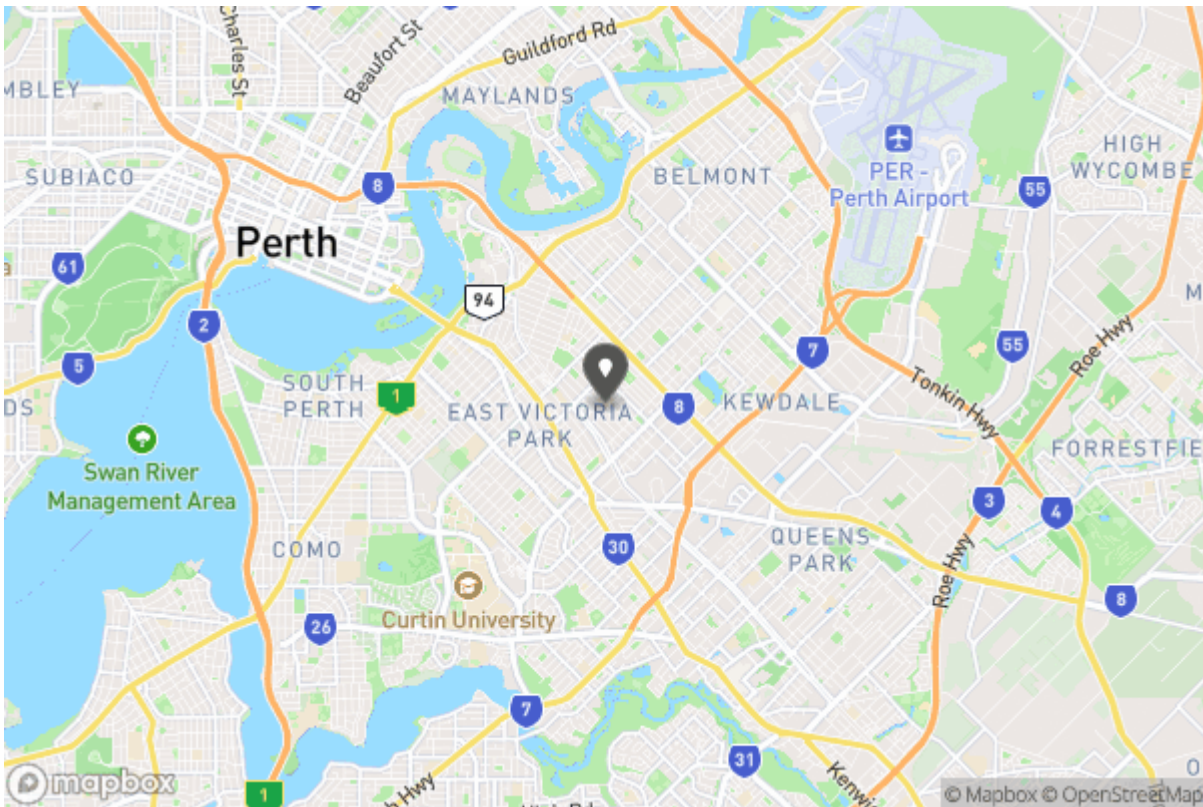 Charles St
Beaufort St
Guildford Rd
MBLEY
MAYLANDS
HIGH
WYCOMBE
SUBIACO
8
BELMONT
PER -
Perth Airport
55
Perth
61
94
2
5
55
7
Roe Hwy
SOUTH
PERTH
1
EAST VICTORIA
PARK
8
KEWDALE
Tonkin Hwy
DS
Swan River
Management Area
FORRESTFIE
3
4
COMO
30
QUEENS
PARK
Roe Hwy
8
Curtin University
26
7
31
mapbox
1
© Mapbox © OpenStreetMap